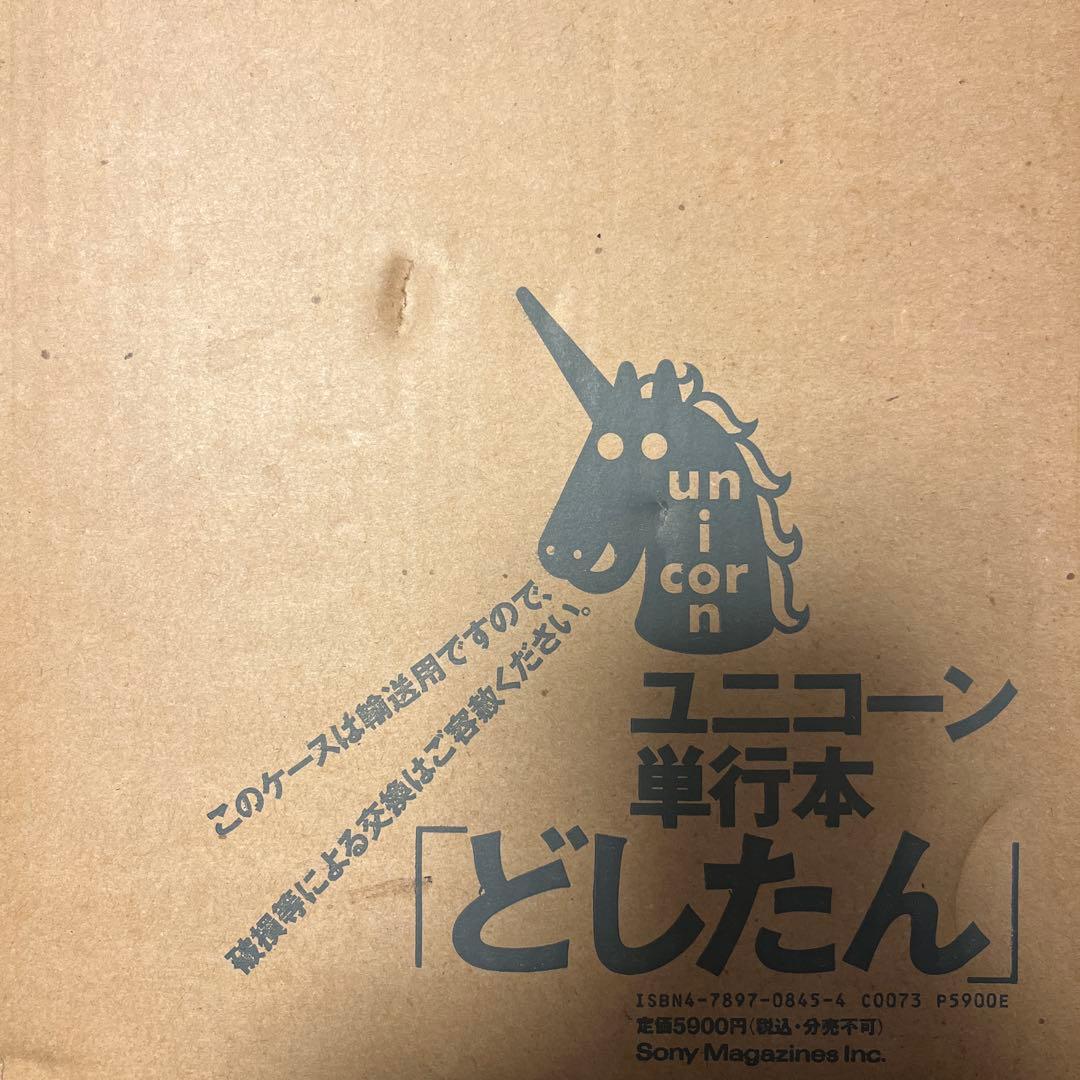 un
i
cor
n
このケースは輸送用ですので、
破損等による交換はご容赦ください。
ユニコーン
単行本
「どしたん」
ISBN4-7897-0845-4 C0073 P5900E
定価5900円(税込・分売不可)
Sony Magazines Inc.